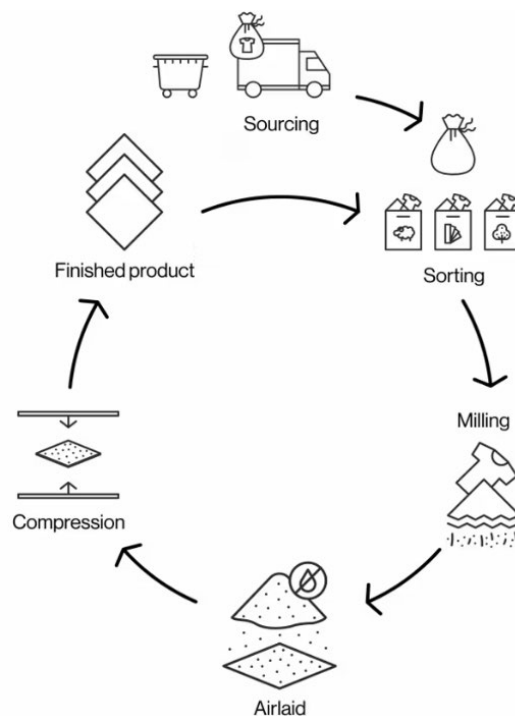 Sourcing
Finished product
Sorting
Milling
Compression
Airlaid